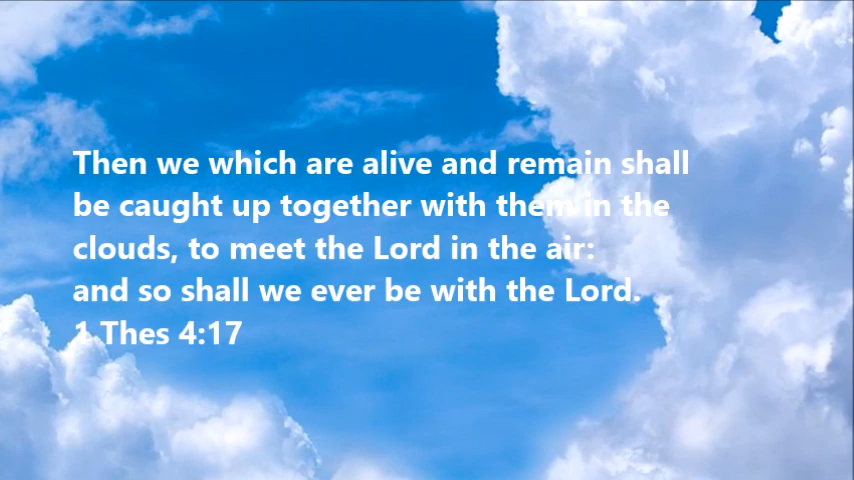 Then we which are alive and remain shall
be caught up together with them in the
clouds, to meet the Lord in the air:
and so shall we ever be with the Lord.
1 Thes 4:17